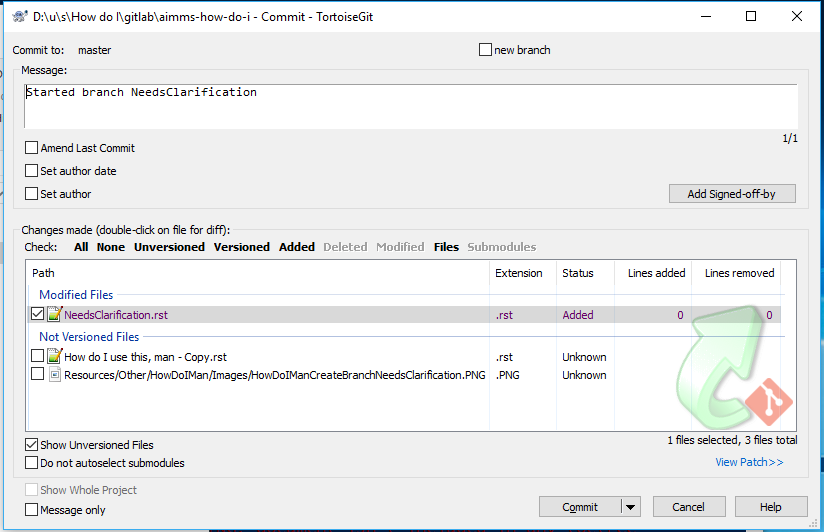 D:\u\s\How do I\gitlab\aimms-how-do-i - Commit - TortoiseGit
Commit to: master
new branch
Message:
Started branch NeedsClarification
1/1
Amend Last Commit
Set author date
Set author
Add Signed-off-by
Changes made (double-click on file for diff):
Check: All None Unversioned Versioned Added Deleted Modified Files Submodules
Path Extension Status Lines added Lines removed
Modified Files
NeedsClarification.rst .rst Added 0 0
Not Versioned Files
How do I use this, man - Copy.rst .rst Unknown
Resources/Other/HowDoIMan/Images/HowDoIManCreateBranchNeedsClarification.PNG .PNG Unknown
Show Unversioned Files
1 files selected, 3 files total
Do not autoselect submodules
View Patch>>
Show Whole Project
Message only
Commit
Cancel
Help